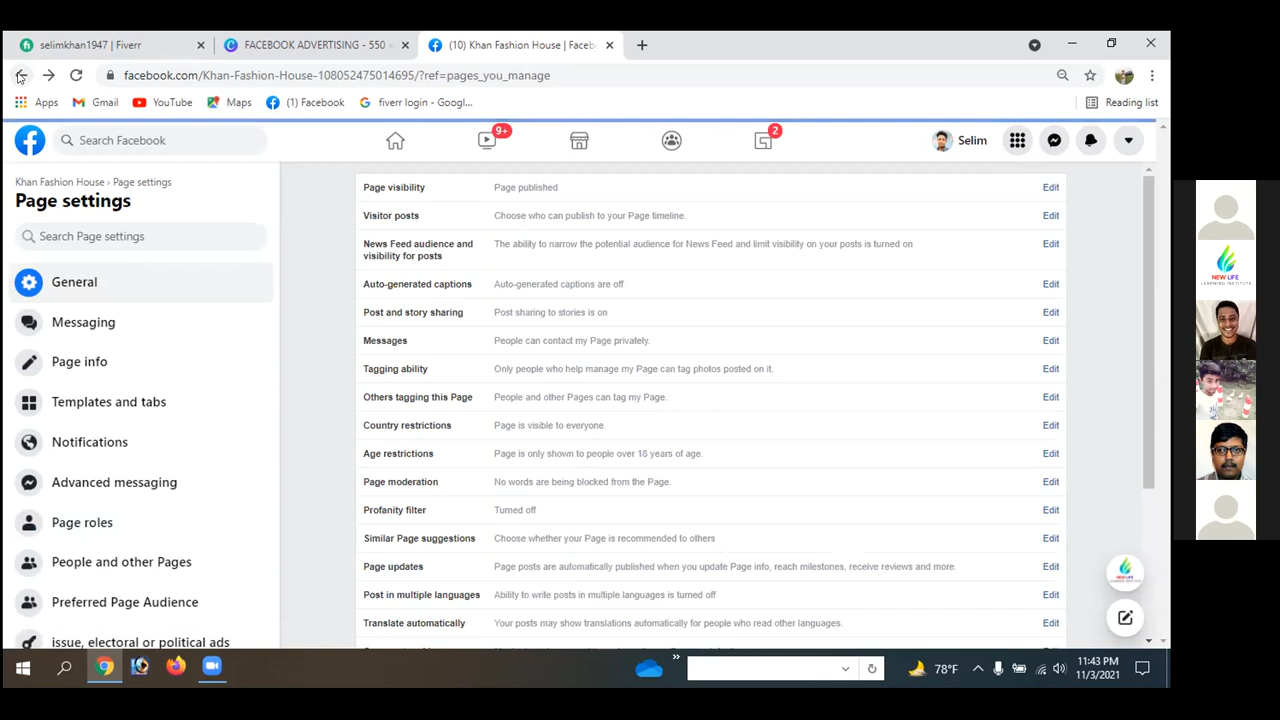 selimkhan1947 | Fiverr
FACEBOOK ADVERTISING - 550
(10) Khan Fashion House | Faceb
facebook.com/Khan-Fashion-House-108052475014695/?ref=pages_you_manage
Apps
Gmail
YouTube
Maps
(1) Facebook
fiverr login - Googl...
Reading list
Search Facebook
9+
2
Selim
Khan Fashion House › Page settings
Page settings
Search Page settings
General
Messaging
Page info
Templates and tabs
Notifications
Advanced messaging
Page roles
People and other Pages
Preferred Page Audience
issue, electoral or political ads
Page visibility Page published Edit
Visitor posts Choose who can publish to your Page timeline. Edit
News Feed audience and The ability to narrow the potential audience for News Feed and limit visibility on your posts is turned on Edit
visibility for posts
Auto-generated captions Auto-generated captions are off Edit
Post and story sharing Post sharing to stories is on Edit
Messages People can contact my Page privately. Edit
Tagging ability Only people who help manage my Page can tag photos posted on it. Edit
Others tagging this Page People and other Pages can tag my Page. Edit
Country restrictions Page is visible to everyone. Edit
Age restrictions Page is only shown to people over 18 years of age. Edit
Page moderation No words are being blocked from the Page. Edit
Profanity filter Turned off Edit
Similar Page suggestions Choose whether your Page is recommended to others Edit
Page updates Page posts are automatically published when you update Page info, reach milestones, receive reviews and more. Edit
Post in multiple languages Ability to write posts in multiple languages is turned off Edit
Translate automatically Your posts may show translations automatically for people who read other languages. Edit
NEW LIFE
LEARNING INSTITUTE
78°F
11:43 PM
11/3/2021